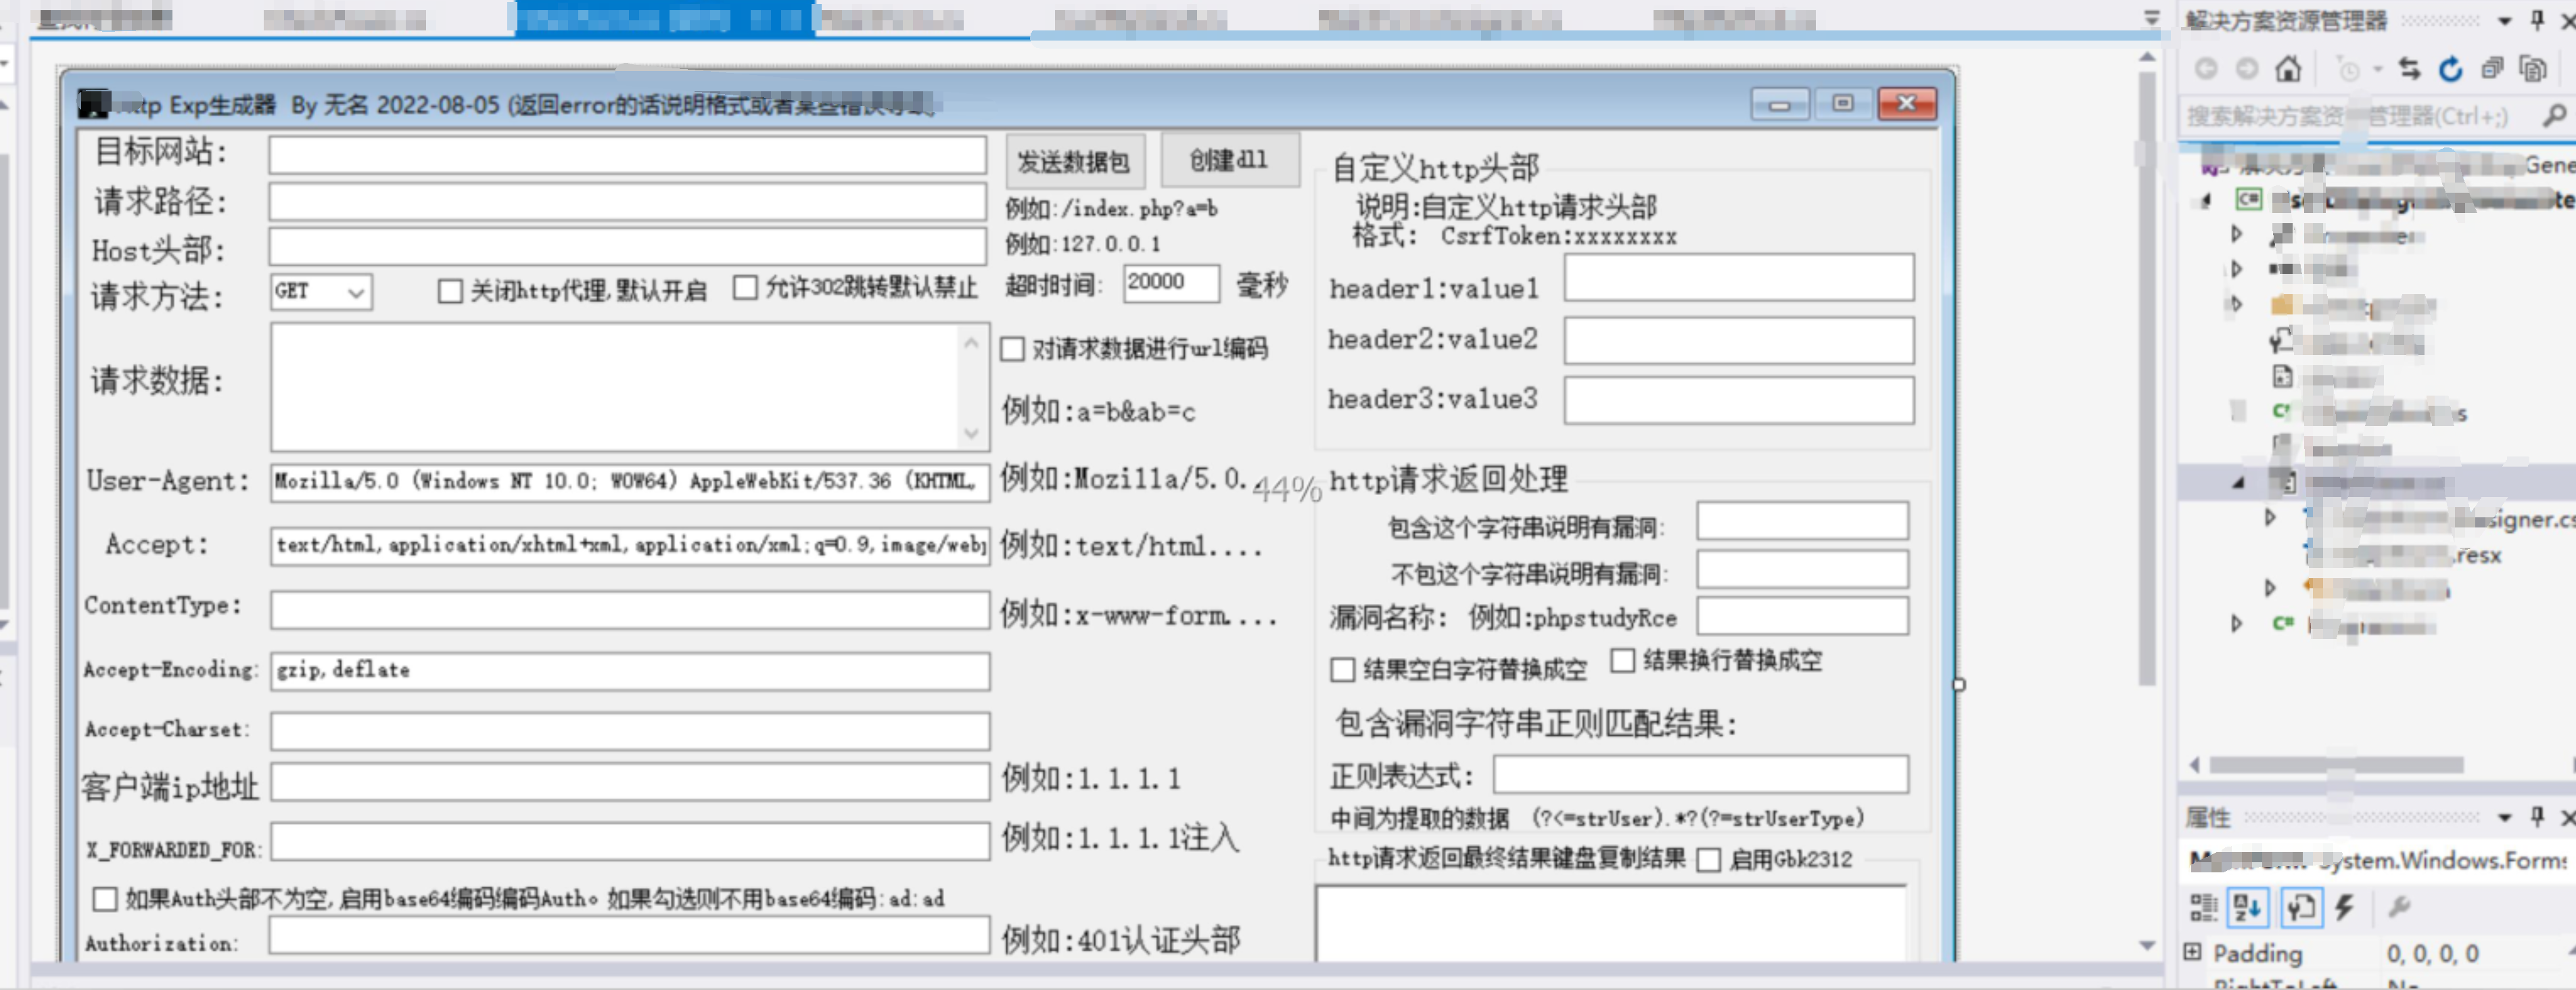 解决方案资源管理器
搜索解决方案资源管理器(Ctrl+;)
Gene
Exp生成器 By 无名 2022-08-05 (返回error的话说明格式或者某些错误导致)
目标网站:
发送数据包
创建dll
请求路径:
例如:/index.php?a=b
Host头部:
例如:127.0.0.1
请求方法:
GET
关闭http代理,默认开启
允许302跳转默认禁止
超时时间:
20000
毫秒
请求数据:
对请求数据进行url编码
例如:a=b&ab=c
User-Agent:
Mozilla/5.0 (Windows NT 10.0; WOW64) AppleWebKit/537.36 (KHTML,
例如:Mozilla/5.0.
44%
Accept:
text/html,application/xhtml+xml,application/xml;q=0.9,image/webp
例如:text/html....
ContentType:
例如:x-www-form....
Accept-Encoding:
gzip,deflate
Accept-Charset:
客户端ip地址
例如:1.1.1.1
X_FORWARDED_FOR:
例如:1.1.1.1注入
如果Auth头部不为空,启用base64编码编码Auth。如果勾选则不用base64编码:ad:ad
Authorization:
例如:401认证头部
自定义http头部
说明:自定义http请求头部
格式: CsrfToken:xxxxxxxx
header1:value1
header2:value2
header3:value3
http请求返回处理
包含这个字符串说明有漏洞:
不包这个字符串说明有漏洞:
漏洞名称: 例如:phpstudyRce
结果空白字符替换成空
结果换行替换成空
包含漏洞字符串正则匹配结果:
正则表达式:
中间为提取的数据 (?<=strUser).*?(?=strUserType)
http请求返回最终结果键盘复制结果
启用Gbk2312
signer.cs
.resx
属性
System.Windows.Forms
Padding
0, 0, 0, 0